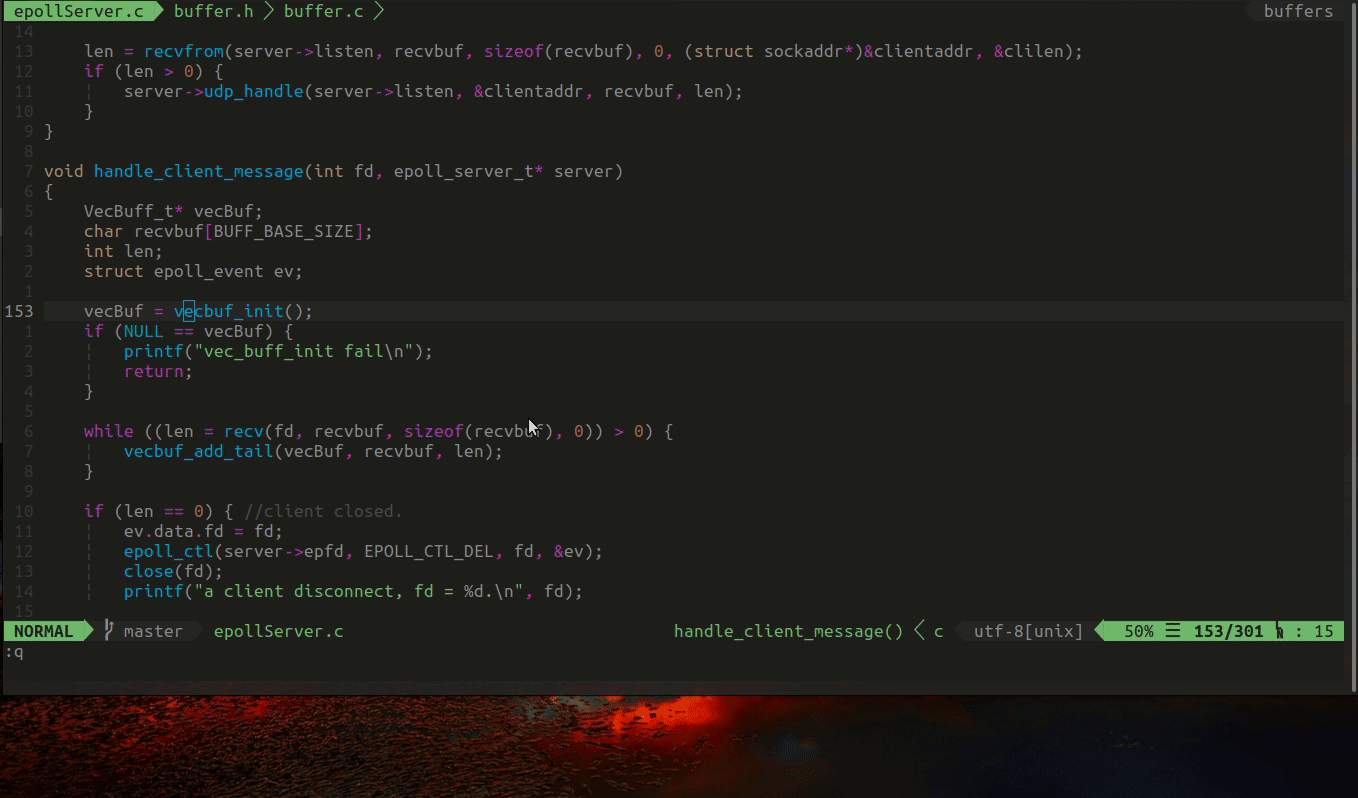 epollServer.c buffer.h buffer.c buffers
14
13 len = recvfrom(server->listen, recvbuf, sizeof(recvbuf), 0, (struct sockaddr*)&clientaddr, &clilen);
12 if (len > 0) {
11 server->udp_handle(server->listen, &clientaddr, recvbuf, len);
10 }
9 }
8
7 void handle_client_message(int fd, epoll_server_t* server)
6 {
5 VecBuff_t* vecBuf;
4 char recvbuf[BUFF_BASE_SIZE];
3 int len;
2 struct epoll_event ev;
1
153 vecBuf = vecbuf_init();
1 if (NULL == vecBuf) {
2 printf("vec_buff_init fail\n");
3 return;
4 }
5
6 while ((len = recv(fd, recvbuf, sizeof(recvbuf), 0)) > 0) {
7 vecbuf_add_tail(vecBuf, recvbuf, len);
8 }
9
10 if (len == 0) { //client closed.
11 ev.data.fd = fd;
12 epoll_ctl(server->epfd, EPOLL_CTL_DEL, fd, &ev);
13 close(fd);
14 printf("a client disconnect, fd = %d.\n", fd);
15
NORMAL master epollServer.c handle_client_message() c utf-8[unix] 50% ☰ 153/301 : 15
:q